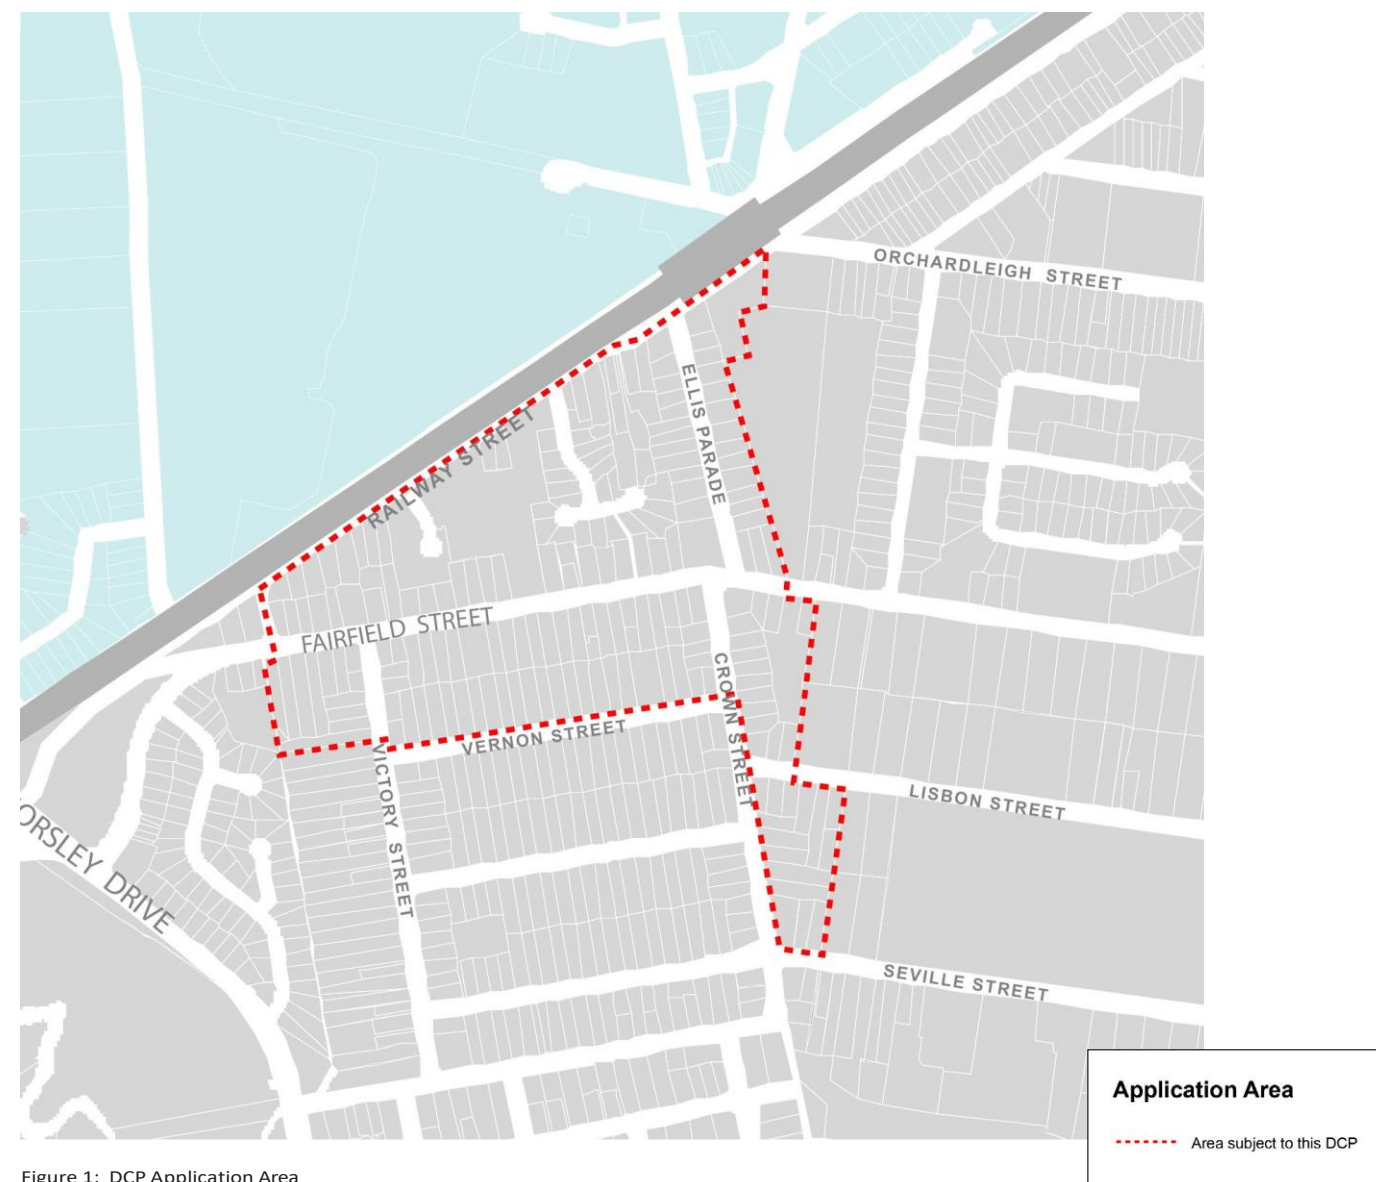 ORCHARDLEIGH STREET
ELLIS PARADE
RAILWAY STREET
FAIRFIELD STREET
CROWN STREET
VERNON STREET
VICTORY STREET
LISBON STREET
ORSLEY DRIVE
SEVILLE STREET
Application Area
Area subject to this DCP
Figure 1: DCP Application Area